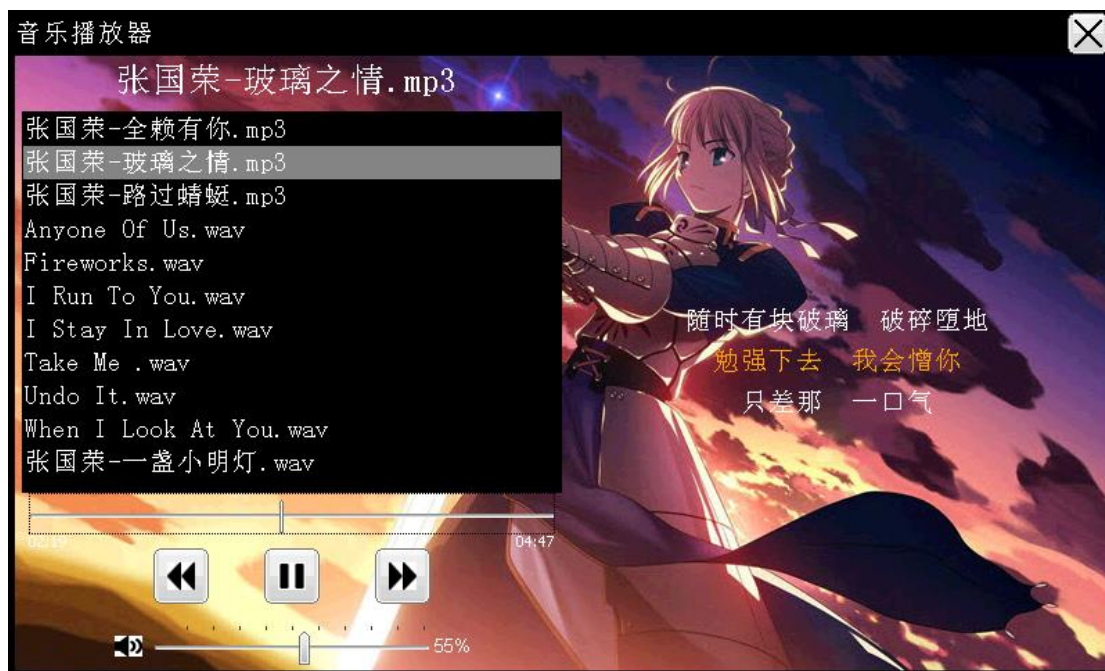 音乐播放器
张国荣-玻璃之情.mp3
张国荣-全赖有你.mp3
张国荣-玻璃之情.mp3
张国荣-路过蜻蜓.mp3
Anyone Of Us.wav
Fireworks.wav
I Run To You.wav
I Stay In Love.wav
Take Me .wav
Undo It.wav
When I Look At You.wav
张国荣-一盏小明灯.wav
随时有块玻璃 破碎堕地
勉强下去 我会憎你
只差那 一口气
04:47
55%